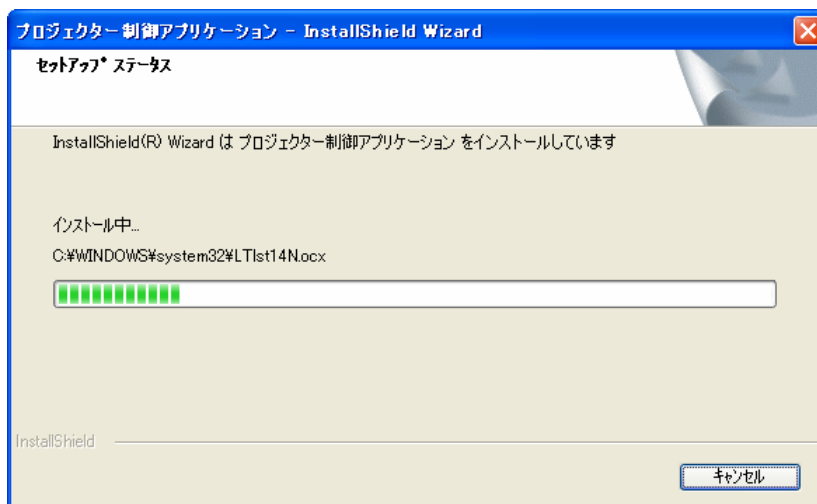 プロジェクター制御アプリケーション - InstallShield Wizard
ｾｯﾄｱｯﾌﾟ ｽﾃｰﾀｽ
InstallShield(R) Wizard は プロジェクター制御アプリケーション をインストールしています
インストール中...
C:¥WINDOWS¥system32¥LTlst14N.ocx
InstallShield
ｷｬﾝｾﾙ